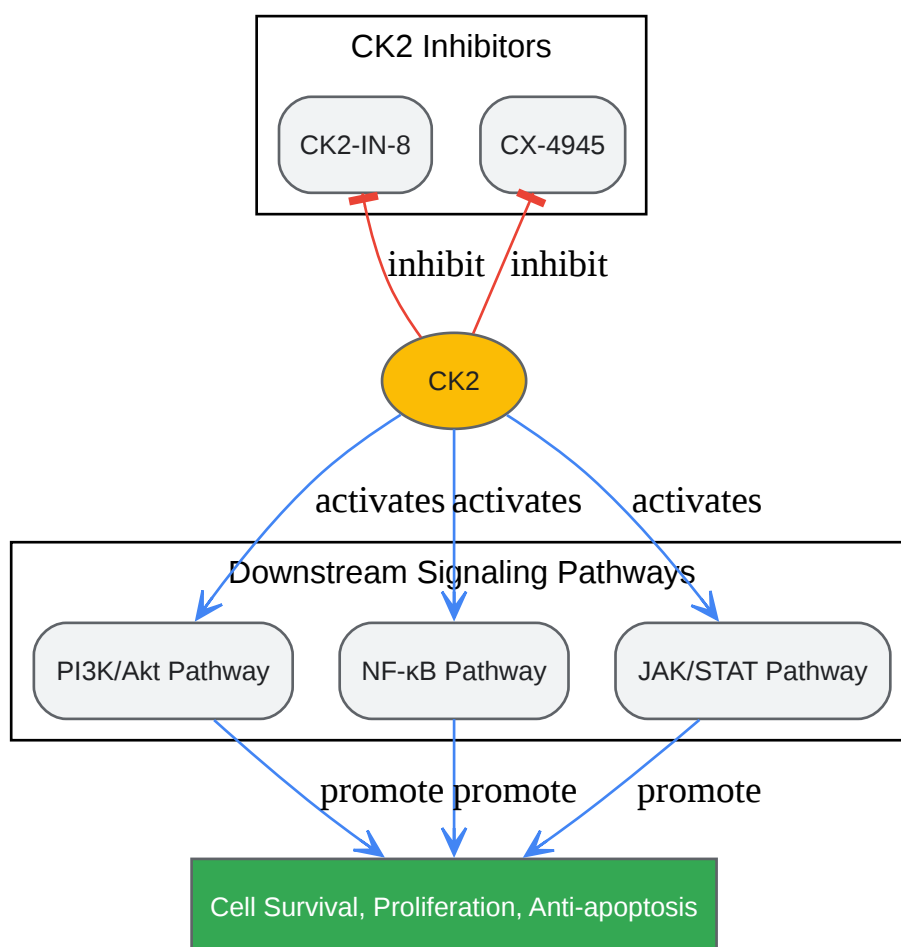 CK2 Inhibitors
CK2-IN-8
CX-4945
inhibit
inhibit
CK2
activates
activates
activates
Downstream Signaling Pathways
PI3K/Akt Pathway
NF-κB Pathway
JAK/STAT Pathway
promote
promote
promote
Cell Survival, Proliferation, Anti-apoptosis